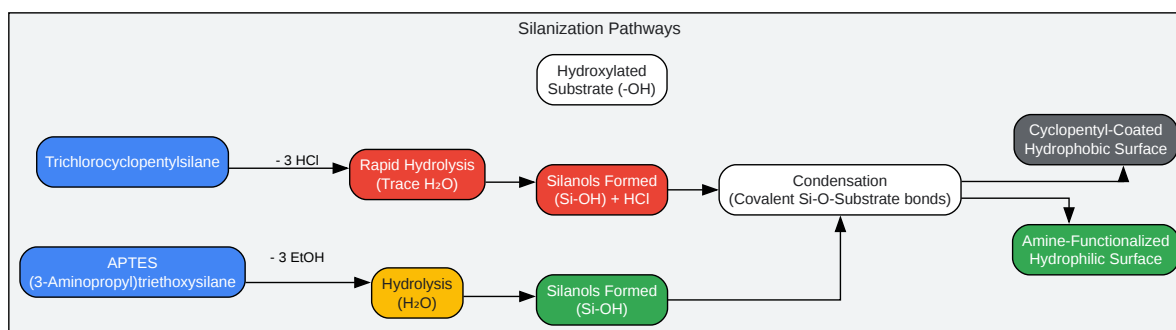 Silanization Pathways
Hydroxylated
Substrate (-OH)
Cyclopentyl-Coated
Hydrophobic Surface
Trichlorocyclopentylsilane
- 3 HCl
Rapid Hydrolysis
(Trace H₂O)
Silanols Formed
(Si-OH) + HCl
Condensation
(Covalent Si-O-Substrate bonds)
Amine-Functionalized
Hydrophilic Surface
APTES
(3-Aminopropyl)triethoxysilane
- 3 EtOH
Hydrolysis
(H₂O)
Silanols Formed
(Si-OH)